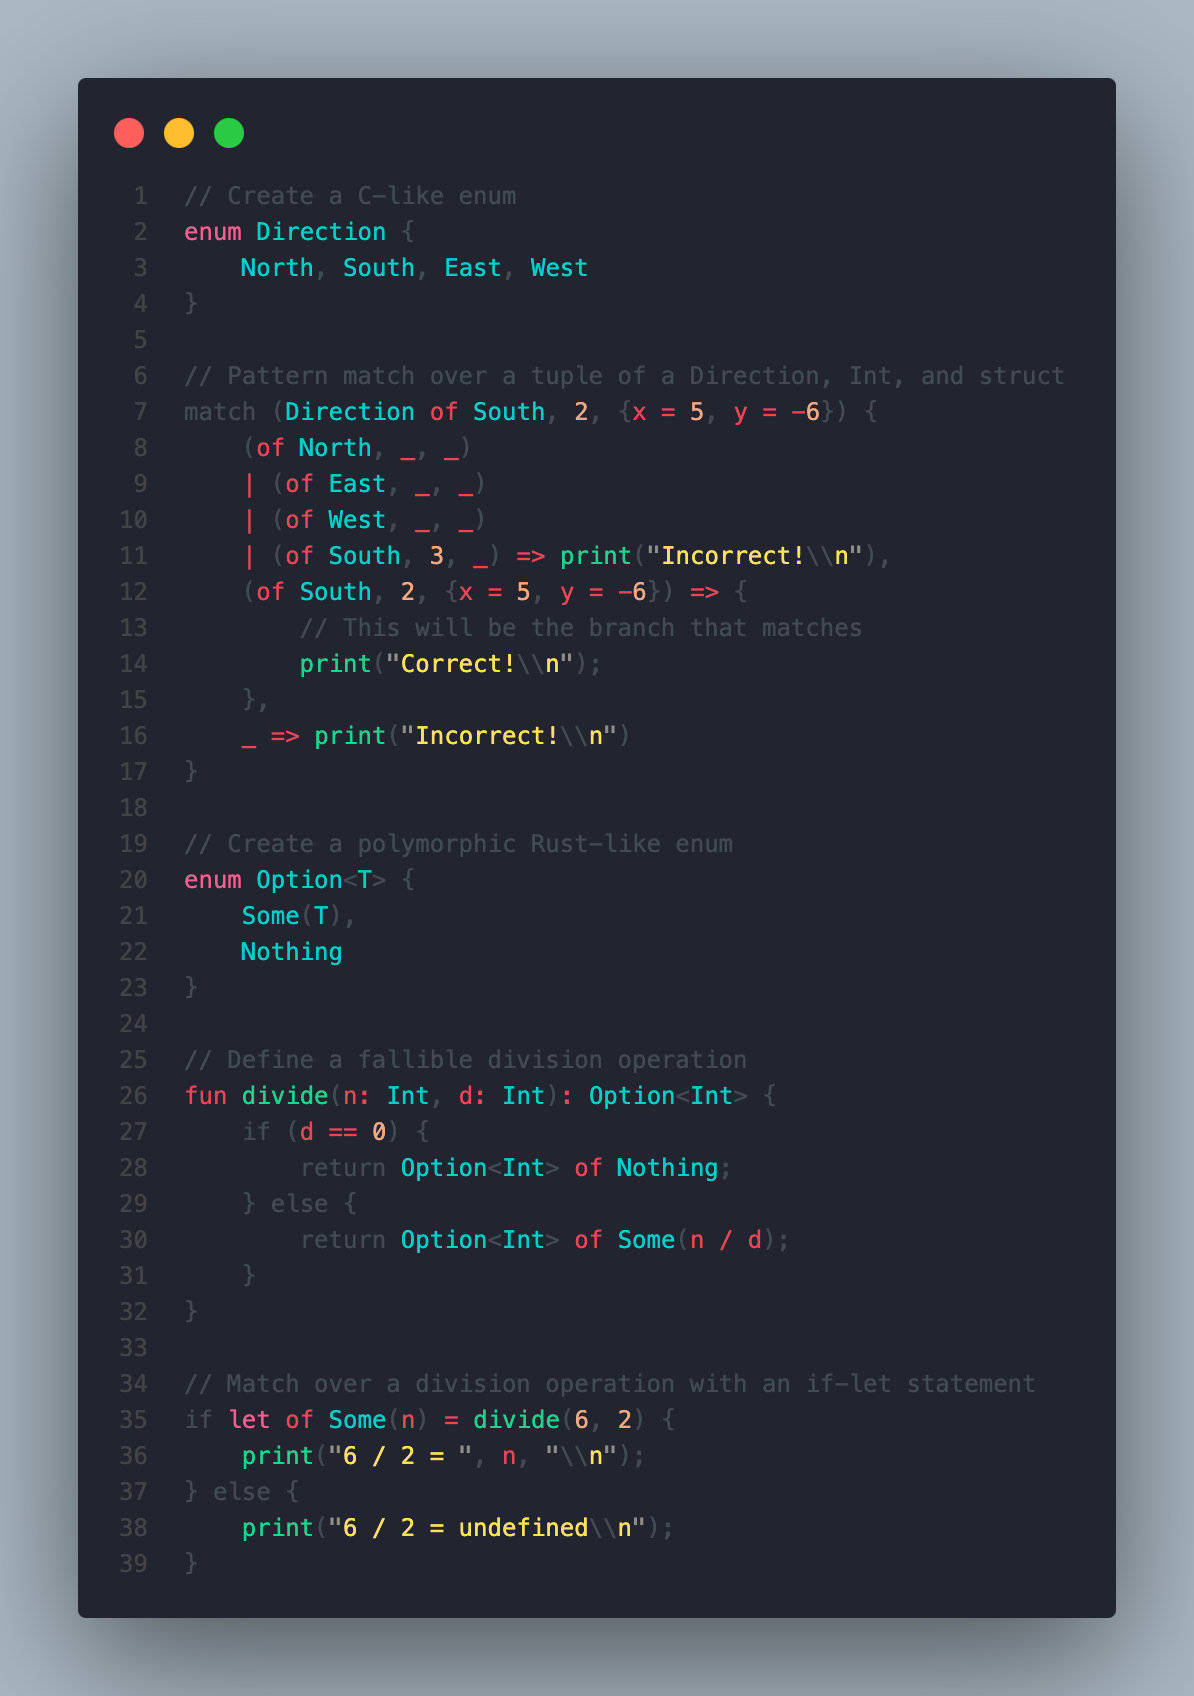 1 // Create a C-like enum
2 enum Direction {
3     North, South, East, West
4 }
5
6 // Pattern match over a tuple of a Direction, Int, and struct
7 match (Direction of South, 2, {x = 5, y = -6}) {
8     (of North, _, _)
9     | (of East, _, _)
10     | (of West, _, _)
11     | (of South, 3, _) => print("Incorrect!\\n"),
12     (of South, 2, {x = 5, y = -6}) => {
13         // This will be the branch that matches
14         print("Correct!\\n");
15     },
16     _ => print("Incorrect!\\n")
17 }
18
19 // Create a polymorphic Rust-like enum
20 enum Option<T> {
21     Some(T),
22     Nothing
23 }
24
25 // Define a fallible division operation
26 fun divide(n: Int, d: Int): Option<Int> {
27     if (d == 0) {
28         return Option<Int> of Nothing;
29     } else {
30         return Option<Int> of Some(n / d);
31     }
32 }
33
34 // Match over a division operation with an if-let statement
35 if let of Some(n) = divide(6, 2) {
36     print("6 / 2 = ", n, "\\n");
37 } else {
38     print("6 / 2 = undefined\\n");
39 }